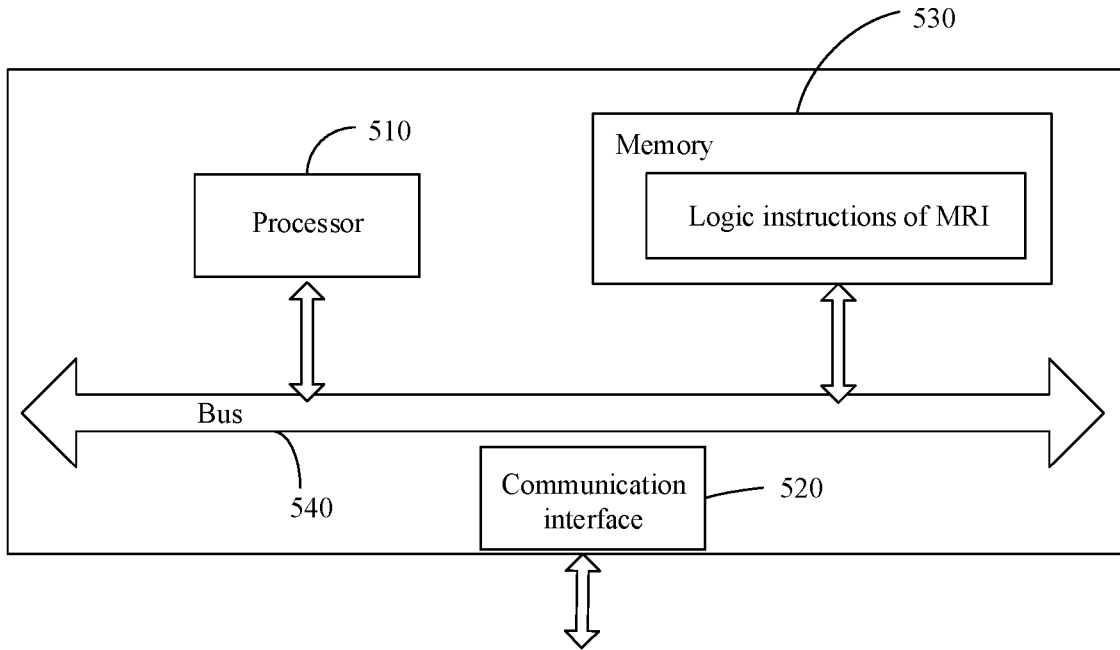 530
510
Memory
Processor
Logic instructions of MRI
Bus
540
Communication
interface
520